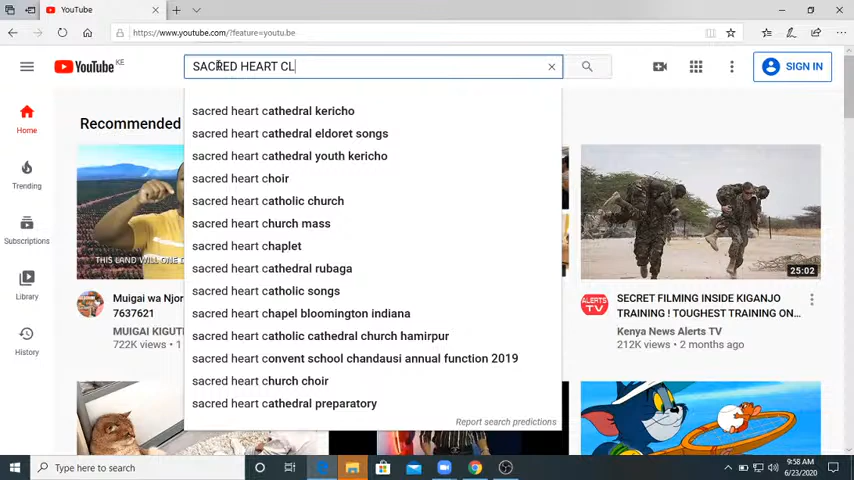 YouTube
https://www.youtube.com/?feature=youtu.be
YouTube KE
SACRED HEART CL
SIGN IN
sacred heart cathedral kericho
sacred heart cathedral eldoret songs
sacred heart cathedral youth kericho
sacred heart choir
sacred heart catholic church
sacred heart church mass
sacred heart chaplet
sacred heart cathedral rubaga
sacred heart catholic songs
sacred heart chapel bloomington indiana
sacred heart catholic cathedral church hamirpur
sacred heart convent school chandausi annual function 2019
sacred heart church choir
sacred heart cathedral preparatory
Report search predictions
Home
Trending
Subscriptions
Library
History
Recommended
THIS LAND WILL ONE D
Muigai wa Njor
7637621
MUIGAI KIGUT
722K views • 1
25:02
ALERTS
TV
SECRET FILMING INSIDE KIGANJO
TRAINING ! TOUGHEST TRAINING ON...
Kenya News Alerts TV
212K views • 2 months ago
Type here to search
9:58 AM
6/23/2020